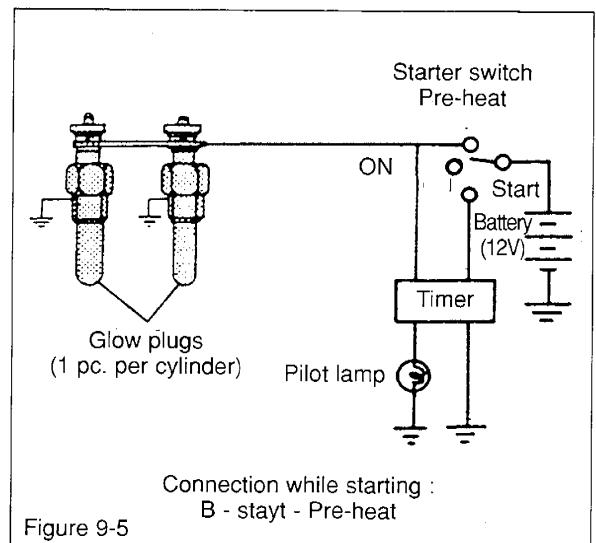 Starter switch
Pre-heat
ON
Start
Battery
(12V)
Timer
Glow plugs
(1 pc. per cylinder)
Pilot lamp
Connection while starting :
B - stayt - Pre-heat
Figure 9-5